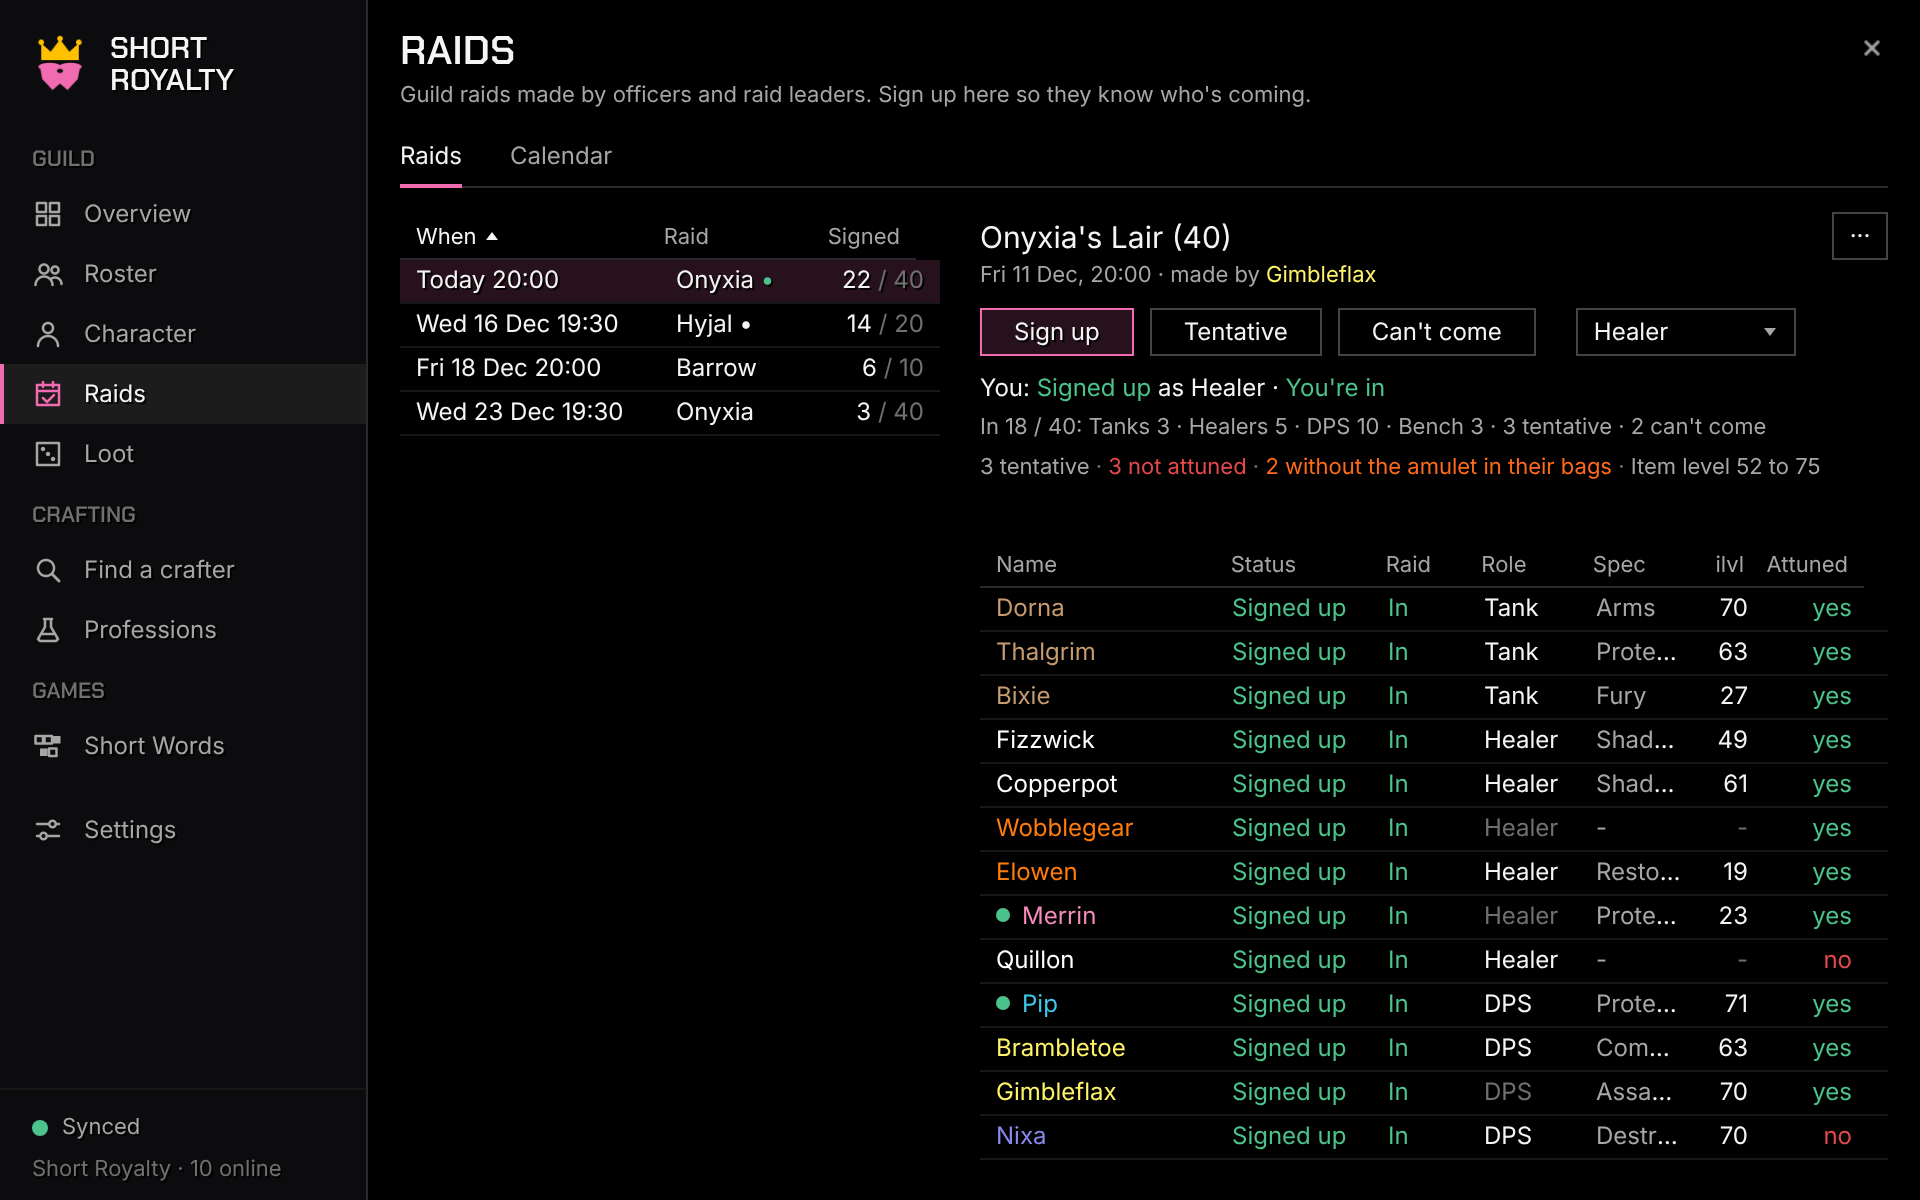 SHORT ROYALTY
GUILD
Overview
Roster
Character
Raids
Loot
CRAFTING
Find a crafter
Professions
GAMES
Short Words
Settings
Synced
Short Royalty · 10 online
RAIDS
Guild raids made by officers and raid leaders. Sign up here so they know who's coming.
Raids Calendar
When Raid Signed
Today 20:00 Onyxia 22 / 40
Wed 16 Dec 19:30 Hyjal 14 / 20
Fri 18 Dec 20:00 Barrow 6 / 10
Wed 23 Dec 19:30 Onyxia 3 / 40
Onyxia's Lair (40)
...
Fri 11 Dec, 20:00 · made by Gimbleflax
Sign up Tentative Can't come Healer
You: Signed up as Healer · You're in
In 18 / 40: Tanks 3 · Healers 5 · DPS 10 · Bench 3 · 3 tentative · 2 can't come
3 tentative · 3 not attuned · 2 without the amulet in their bags · Item level 52 to 75
Name Status Raid Role Spec ilvl Attuned
Dorna Signed up In Tank Arms 70 yes
Thalgrim Signed up In Tank Prote... 63 yes
Bixie Signed up In Tank Fury 27 yes
Fizzwick Signed up In Healer Shad... 49 yes
Copperpot Signed up In Healer Shad... 61 yes
Wobblegear Signed up In Healer - - yes
Elowen Signed up In Healer Resto... 19 yes
Merrin Signed up In Healer Prote... 23 yes
Quillon Signed up In Healer - - no
Pip Signed up In DPS Prote... 71 yes
Brambletoe Signed up In DPS Com... 63 yes
Gimbleflax Signed up In DPS Assa... 70 yes
Nixa Signed up In DPS Destr... 70 no